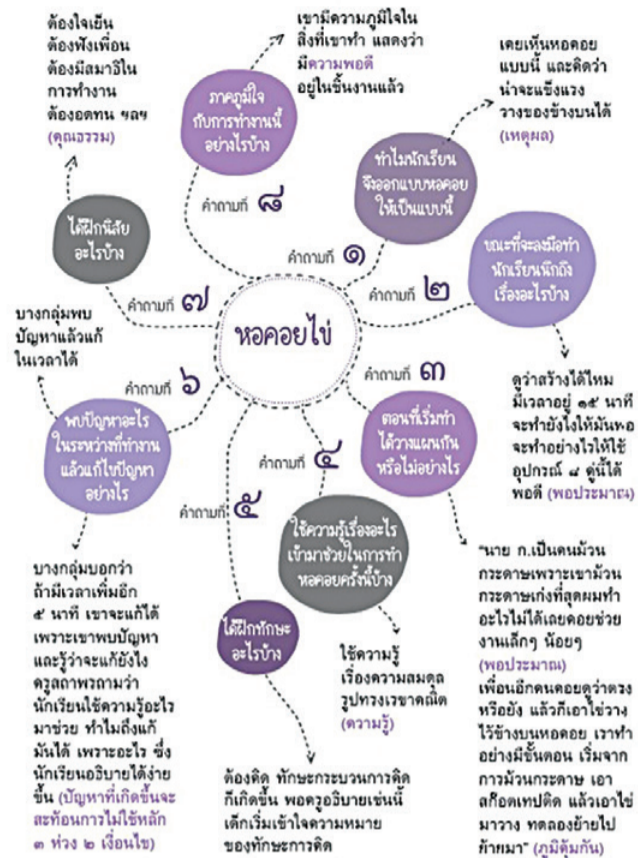 หอคอยไข่
คำถามที่ ๑
ทำไมนักเรียน
จึงออกแบบหอคอย
ให้เป็นแบบนี้
เคยเห็นหอคอย
แบบนี้ และคิดว่า
น่าจะแข็งแรง
วางของข้างบนได้
(เหตุผล)
คำถามที่ ๒
ขณะที่จะลงมือทำ
นักเรียนนึกถึง
เรื่องอะไรบ้าง
ดูว่าสร้างได้ไหม
มีเวลาอยู่ ๑๕ นาที
จะทำยังไงให้มันพอ
จะทำอย่างไรให้ใช้
อุปกรณ์ ๘ คู่นี้ได้
พอดี (พอประมาณ)
คำถามที่ ๓
ตอนที่เริ่มทำ
ได้วางแผนกัน
หรือไม่อย่างไร
"นาย ก.เป็นคนม้วน
กระดาษเพราะเขาม้วน
กระดาษเก่งที่สุดผมทำ
อะไรไม่ได้เลยคอยช่วย
งานเล็กๆ น้อยๆ
(พอประมาณ)
เพื่อนอีกคนคอยดูว่าตรง
หรือยัง แล้วก็เอาไข่วาง
ไว้ข้างบนหอคอย เราทำ
อย่างมีขั้นตอน เริ่มจาก
การม้วนกระดาษ เอา
สก๊อตเทปติด แล้วเอาไข่
มาวาง ทดลองย้ายไป
ย้ายมา" (ภูมิคุ้มกัน)
คำถามที่ ๔
ใช้ความรู้เรื่องอะไร
เข้ามาช่วยในการทำ
หอคอยครั้งนี้บ้าง
ใช้ความรู้
เรื่องความสมดุล
รูปทรงเรขาคณิต
(ความรู้)
คำถามที่ ๕
ได้ฝึกทักษะ
อะไรบ้าง
ต้องคิด ทักษะกระบวนการคิด
ก็เกิดขึ้น พอครูอธิบายเช่นนี้
เด็กเริ่มเข้าใจความหมาย
ของทักษะการคิด
คำถามที่ ๖
พบปัญหาอะไร
ในระหว่างที่ทำงาน
แล้วแก้ไขปัญหา
อย่างไร
บางกลุ่มพบ
ปัญหาแล้วแก้
ในเวลาได้
บางกลุ่มบอกว่า
ถ้ามีเวลาเพิ่มอีก
๕ นาที เขาจะแก้ได้
เพราะเขาพบปัญหา
และรู้ว่าจะแก้ยังไง
ครูสถาพรถามว่า
นักเรียนใช้ความรู้อะไร
มาช่วย ทำไมถึงแก้
มันได้ เพราะอะไร ซึ่ง
นักเรียนอธิบายได้ง่าย
ขึ้น (ปัญหาที่เกิดขึ้นจะ
สะท้อนการไม่ใช้หลัก
๓ ห่วง ๒ เงื่อนไข)
คำถามที่ ๗
ได้ฝึกนิสัย
อะไรบ้าง
ต้องใจเย็น
ต้องฟังเพื่อน
ต้องมีสมาธิใน
การทำงาน
ต้องอดทน ฯลฯ
(คุณธรรม)
คำถามที่ ๘
ภาคภูมิใจ
กับการทำงานนี้
อย่างไรบ้าง
เขามีความภูมิใจใน
สิ่งที่เขาทำ แสดงว่า
มีความพอดี
อยู่ในชิ้นงานแล้ว